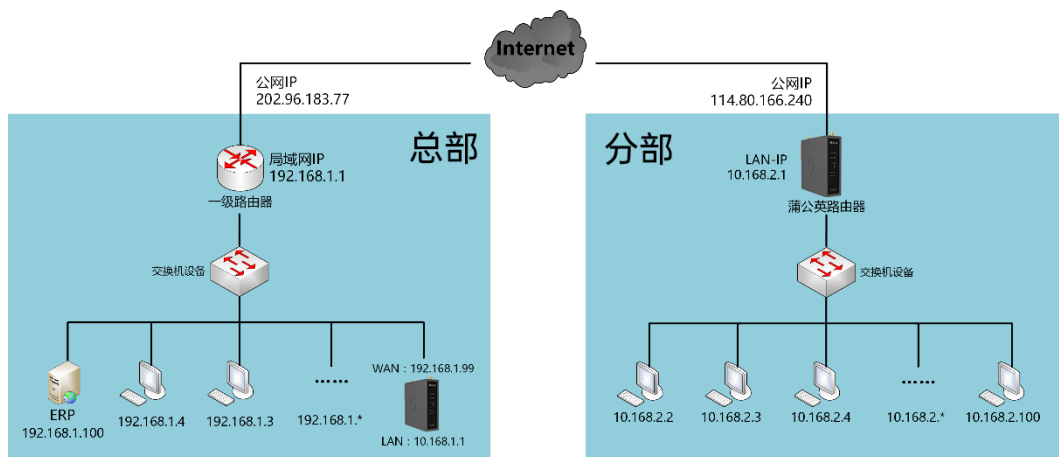 Internet
公网IP
202.96.183.77
公网IP
114.80.166.240
总部
局域网IP
192.168.1.1
一级路由器
交换机设备
ERP
192.168.1.100
192.168.1.4
192.168.1.3
......
192.168.1.*
WAN：192.168.1.99
LAN：10.168.1.1
分部
LAN-IP
10.168.2.1
蒲公英路由器
交换机设备
10.168.2.2
10.168.2.3
10.168.2.4
......
10.168.2.*
10.168.2.100